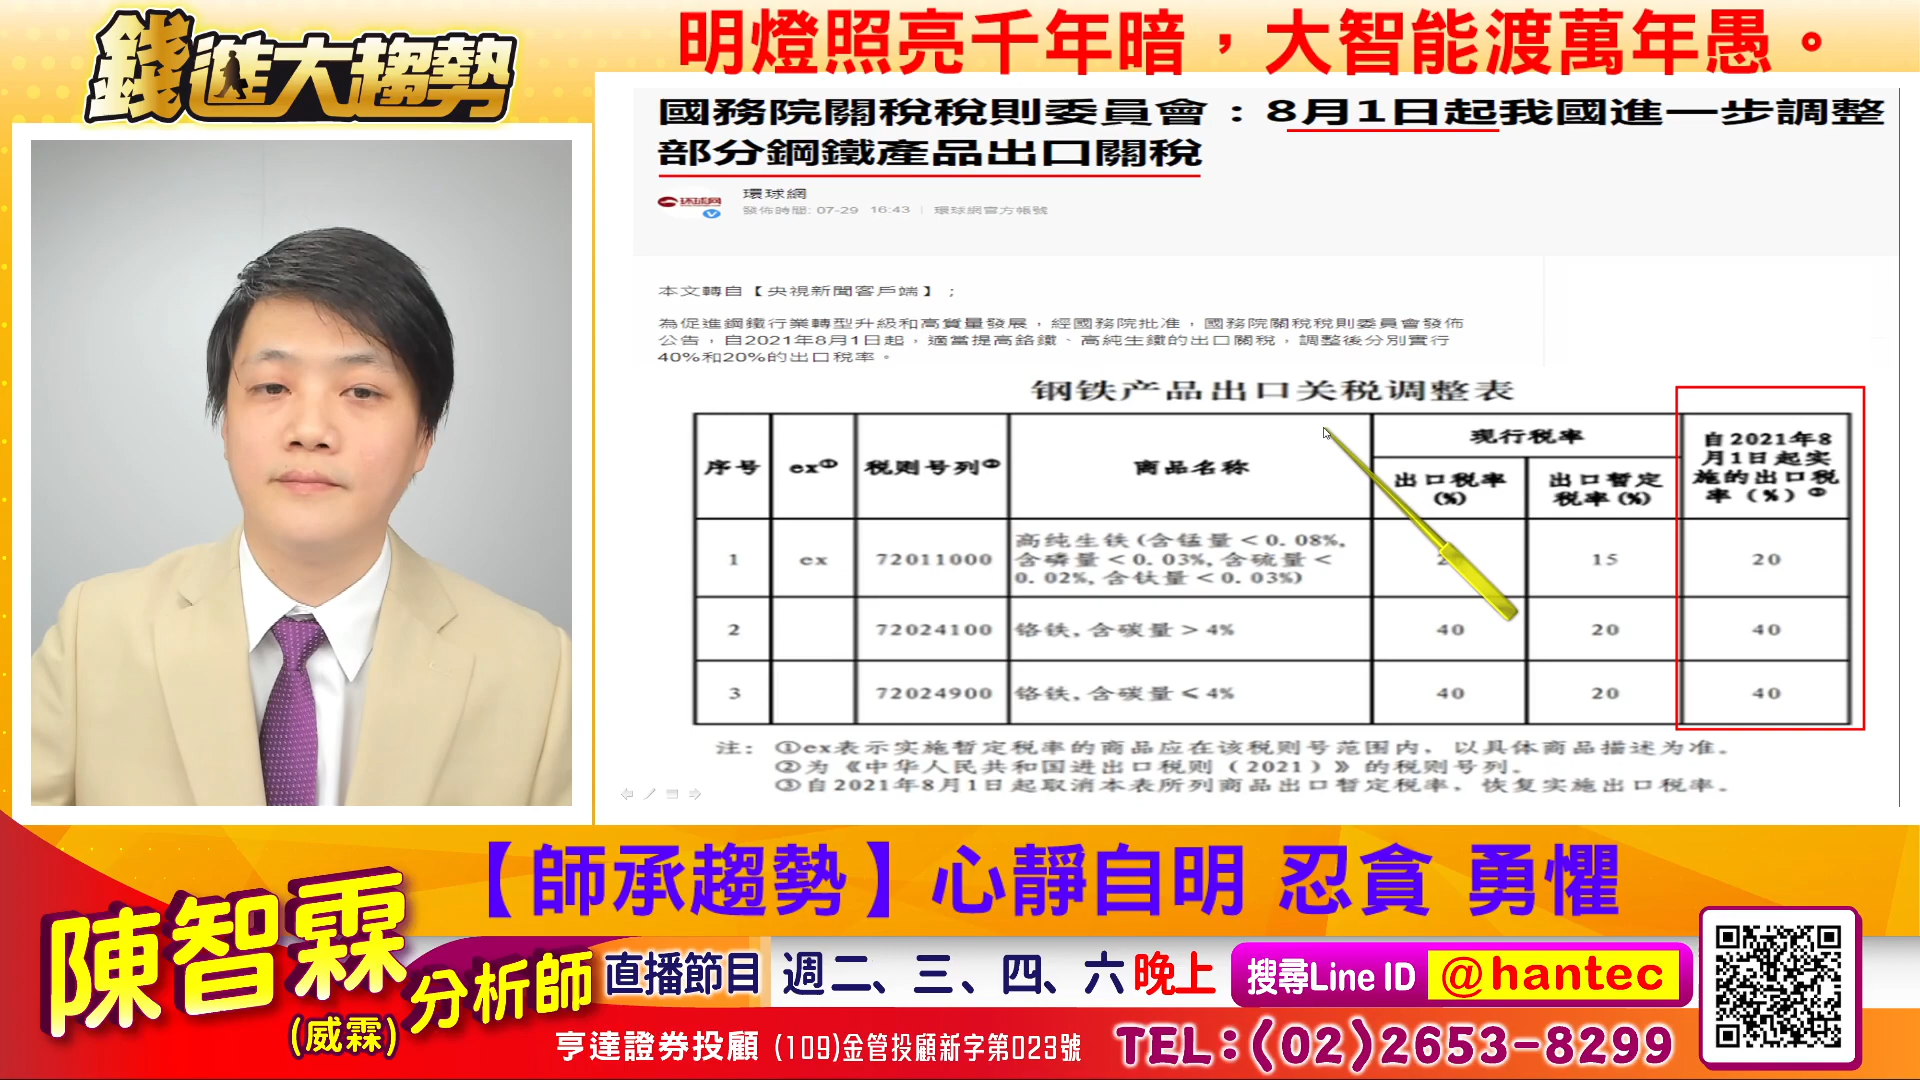 錢進大趨勢
明燈照亮千年暗，大智能渡萬年愚。
國務院關稅稅則委員會：8月1日起我國進一步調整
部分鋼鐵產品出口關稅
环球网
環球網
發佈時間: 07-29 16:43 | 環球網官方帳號
本文轉自【央視新聞客戶端】；
為促進鋼鐵行業轉型升級和高質量發展，經國務院批准，國務院關稅稅則委員會發佈
公告，自2021年8月1日起，適當提高鉻鐵、高純生鐵的出口關稅，調整後分別實行
40%和20%的出口稅率。
钢铁产品出口关税调整表
序号 ex① 税则号列② 商品名称 现行税率 出口税率(%) 出口暂定税率(%) 自2021年8月1日起实施的出口税率（%）③
1 ex 72011000 高纯生铁(含锰量<0.08%,含磷量<0.03%,含硫量<0.02%,含钛量<0.03%) 15 20
2 72024100 铬铁,含碳量>4% 40 20 40
3 72024900 铬铁,含碳量≤4% 40 20 40
注：①ex表示实施暂定税率的商品应在该税则号范围内，以具体商品描述为准。
②为《中华人民共和国进出口税则（2021）》的税则号列。
③自2021年8月1日起取消本表所列商品出口暂定税率，恢复实施出口税率。
【師承趨勢】心靜自明 忍貪 勇懼
陳智霖
(威霖)
分析師
直播節目 週二、三、四、六晚上
搜尋Line ID @hantec
亨達證券投顧 (109)金管投顧新字第023號
TEL:(02)2653-8299